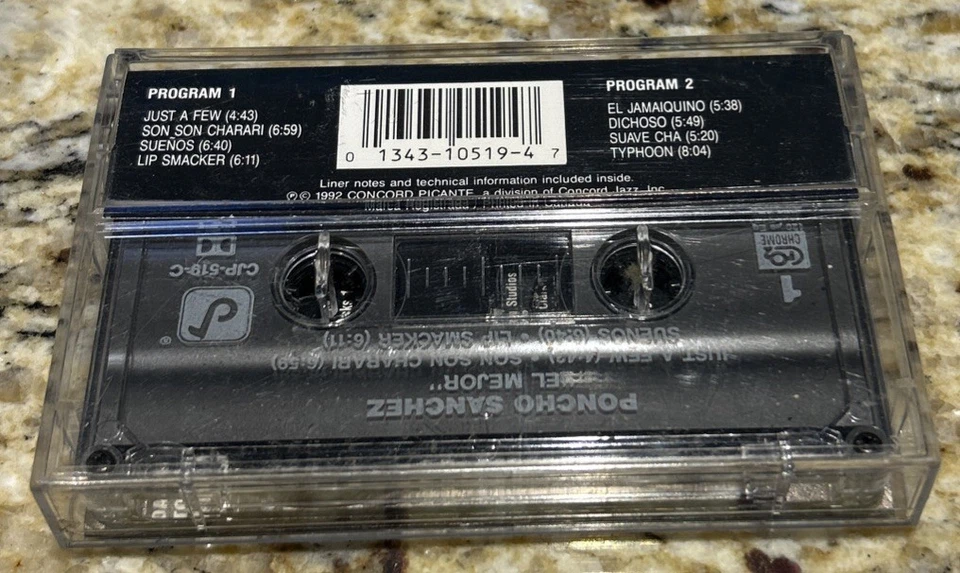 PROGRAM 1
JUST A FEW (4:43)
SON SON CHARARI (6:59)
SUEÑOS (6:40)
LIP SMACKER (6:11)
0 1343-10519-4 7
PROGRAM 2
EL JAMAIQUINO (5:38)
DICHOSO (5:49)
SUAVE CHA (5:20)
TYPHOON (8:04)
Liner notes and technical information included inside.
℗© 1992 CONCORD PICANTE, a division of Concord Jazz, Inc.
PONCHO SANCHEZ
"EL MEJOR"
JUST A FEW (4:43) • SON SON CHARARI (6:59)
SUEÑOS (6:40) • LIP SMACKER (6:11)
®
CJP-519-C
1
CHROME
Studios